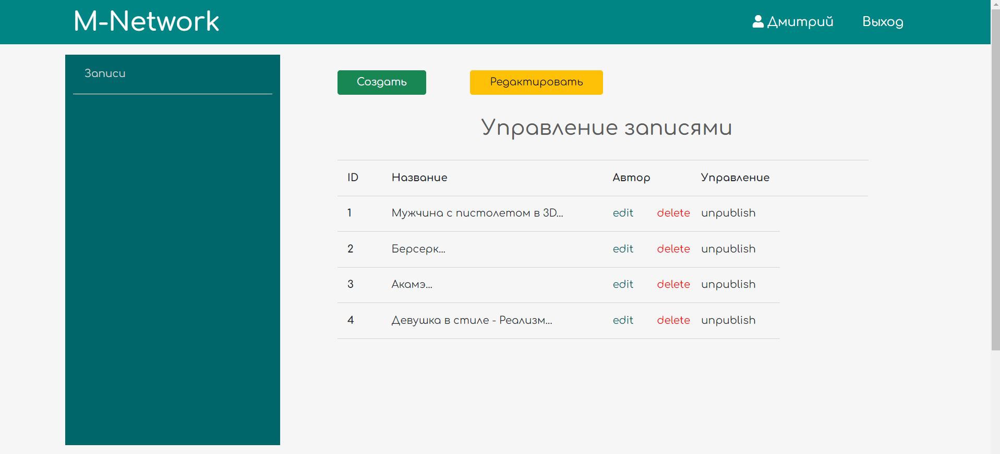 M-Network
Дмитрий Выход
Записи
Создать Редактировать
Управление записями
ID Название Автор Управление
1 Мужчина с пистолетом в 3D... edit delete unpublish
2 Берсерк... edit delete unpublish
3 Акамэ... edit delete unpublish
4 Девушка в стиле - Реализм... edit delete unpublish